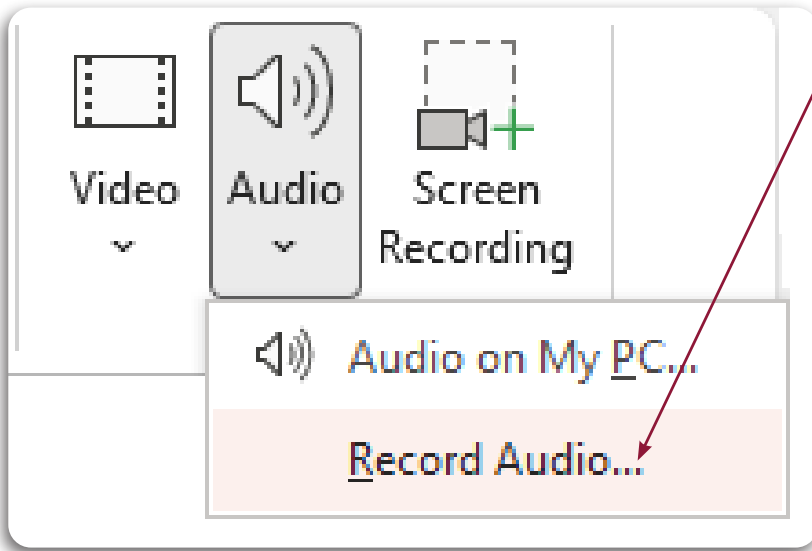 Video
Audio
Screen
Recording
Audio on My PC...
Record Audio...